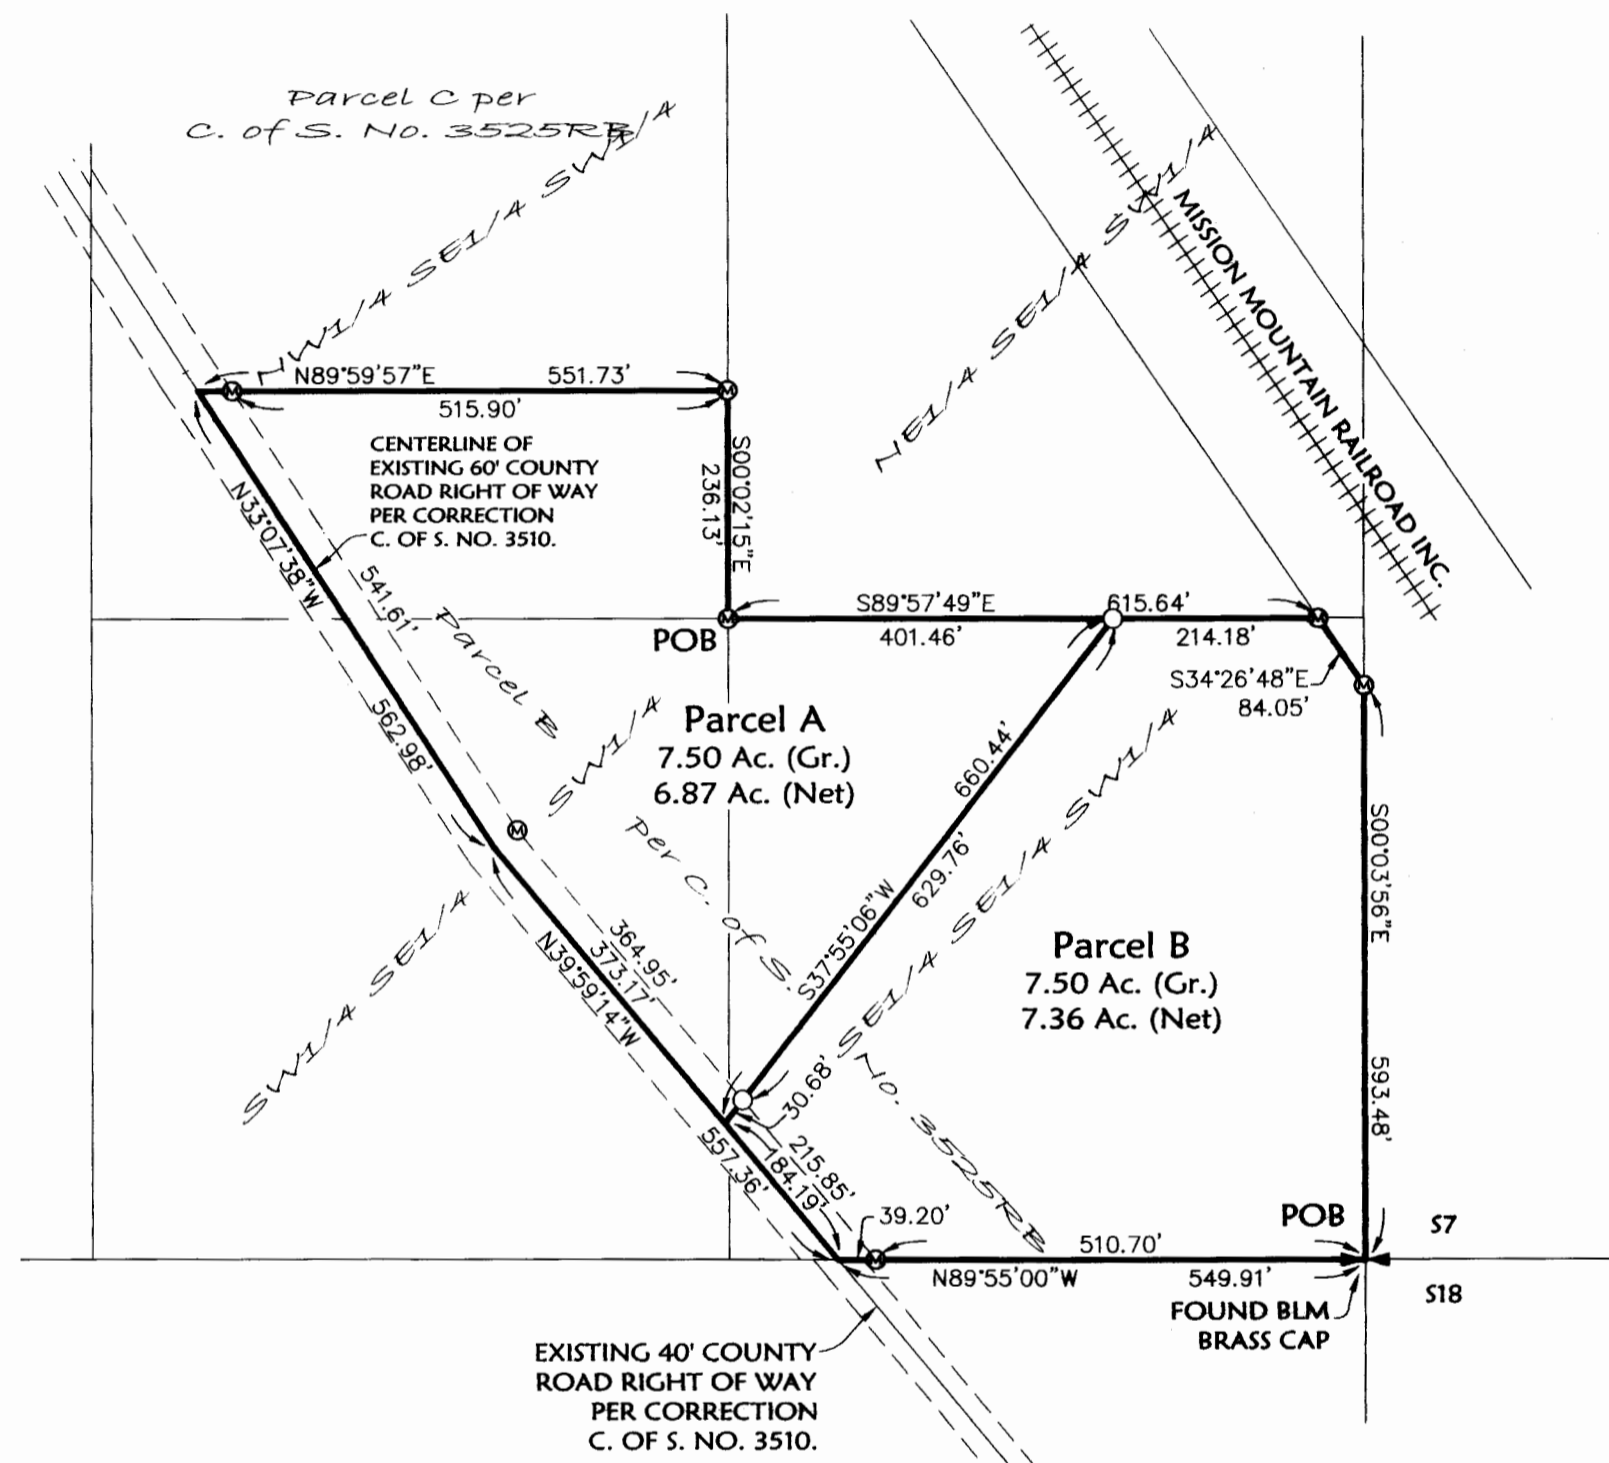 Parcel C per
C. of S. No. 3525RB
NW1/4 SE1/4 SW1/4
NE1/4 SE1/4 SW1/4
MISSION MOUNTAIN RAILROAD INC.
N89°59'57"E 551.73'
515.90'
CENTERLINE OF
EXISTING 60' COUNTY
ROAD RIGHT OF WAY
PER CORRECTION
C. OF S. NO. 3510.
S00°02'15"E
236.13'
N33°07'38"W
541.61'
562.98'
POB
S89°57'49"E 615.64'
401.46' 214.18'
S34°26'48"E
84.05'
Parcel B
per C. of S.
No. 3525RB
Parcel A
7.50 Ac. (Gr.)
6.87 Ac. (Net)
660.44'
629.76'
S37°55'06"W
SW1/4 SE1/4 SW1/4
SE1/4 SE1/4 SW1/4
S00°03'56"E
593.48'
Parcel B
7.50 Ac. (Gr.)
7.36 Ac. (Net)
364.95'
373.17'
N39°59'14"W
30.68'
215.85'
184.19'
557.36'
39.20'
510.70'
N89°55'00"W 549.91'
POB
S7
S18
FOUND BLM
BRASS CAP
EXISTING 40' COUNTY
ROAD RIGHT OF WAY
PER CORRECTION
C. OF S. NO. 3510.
M
M
M
M
M
M
M